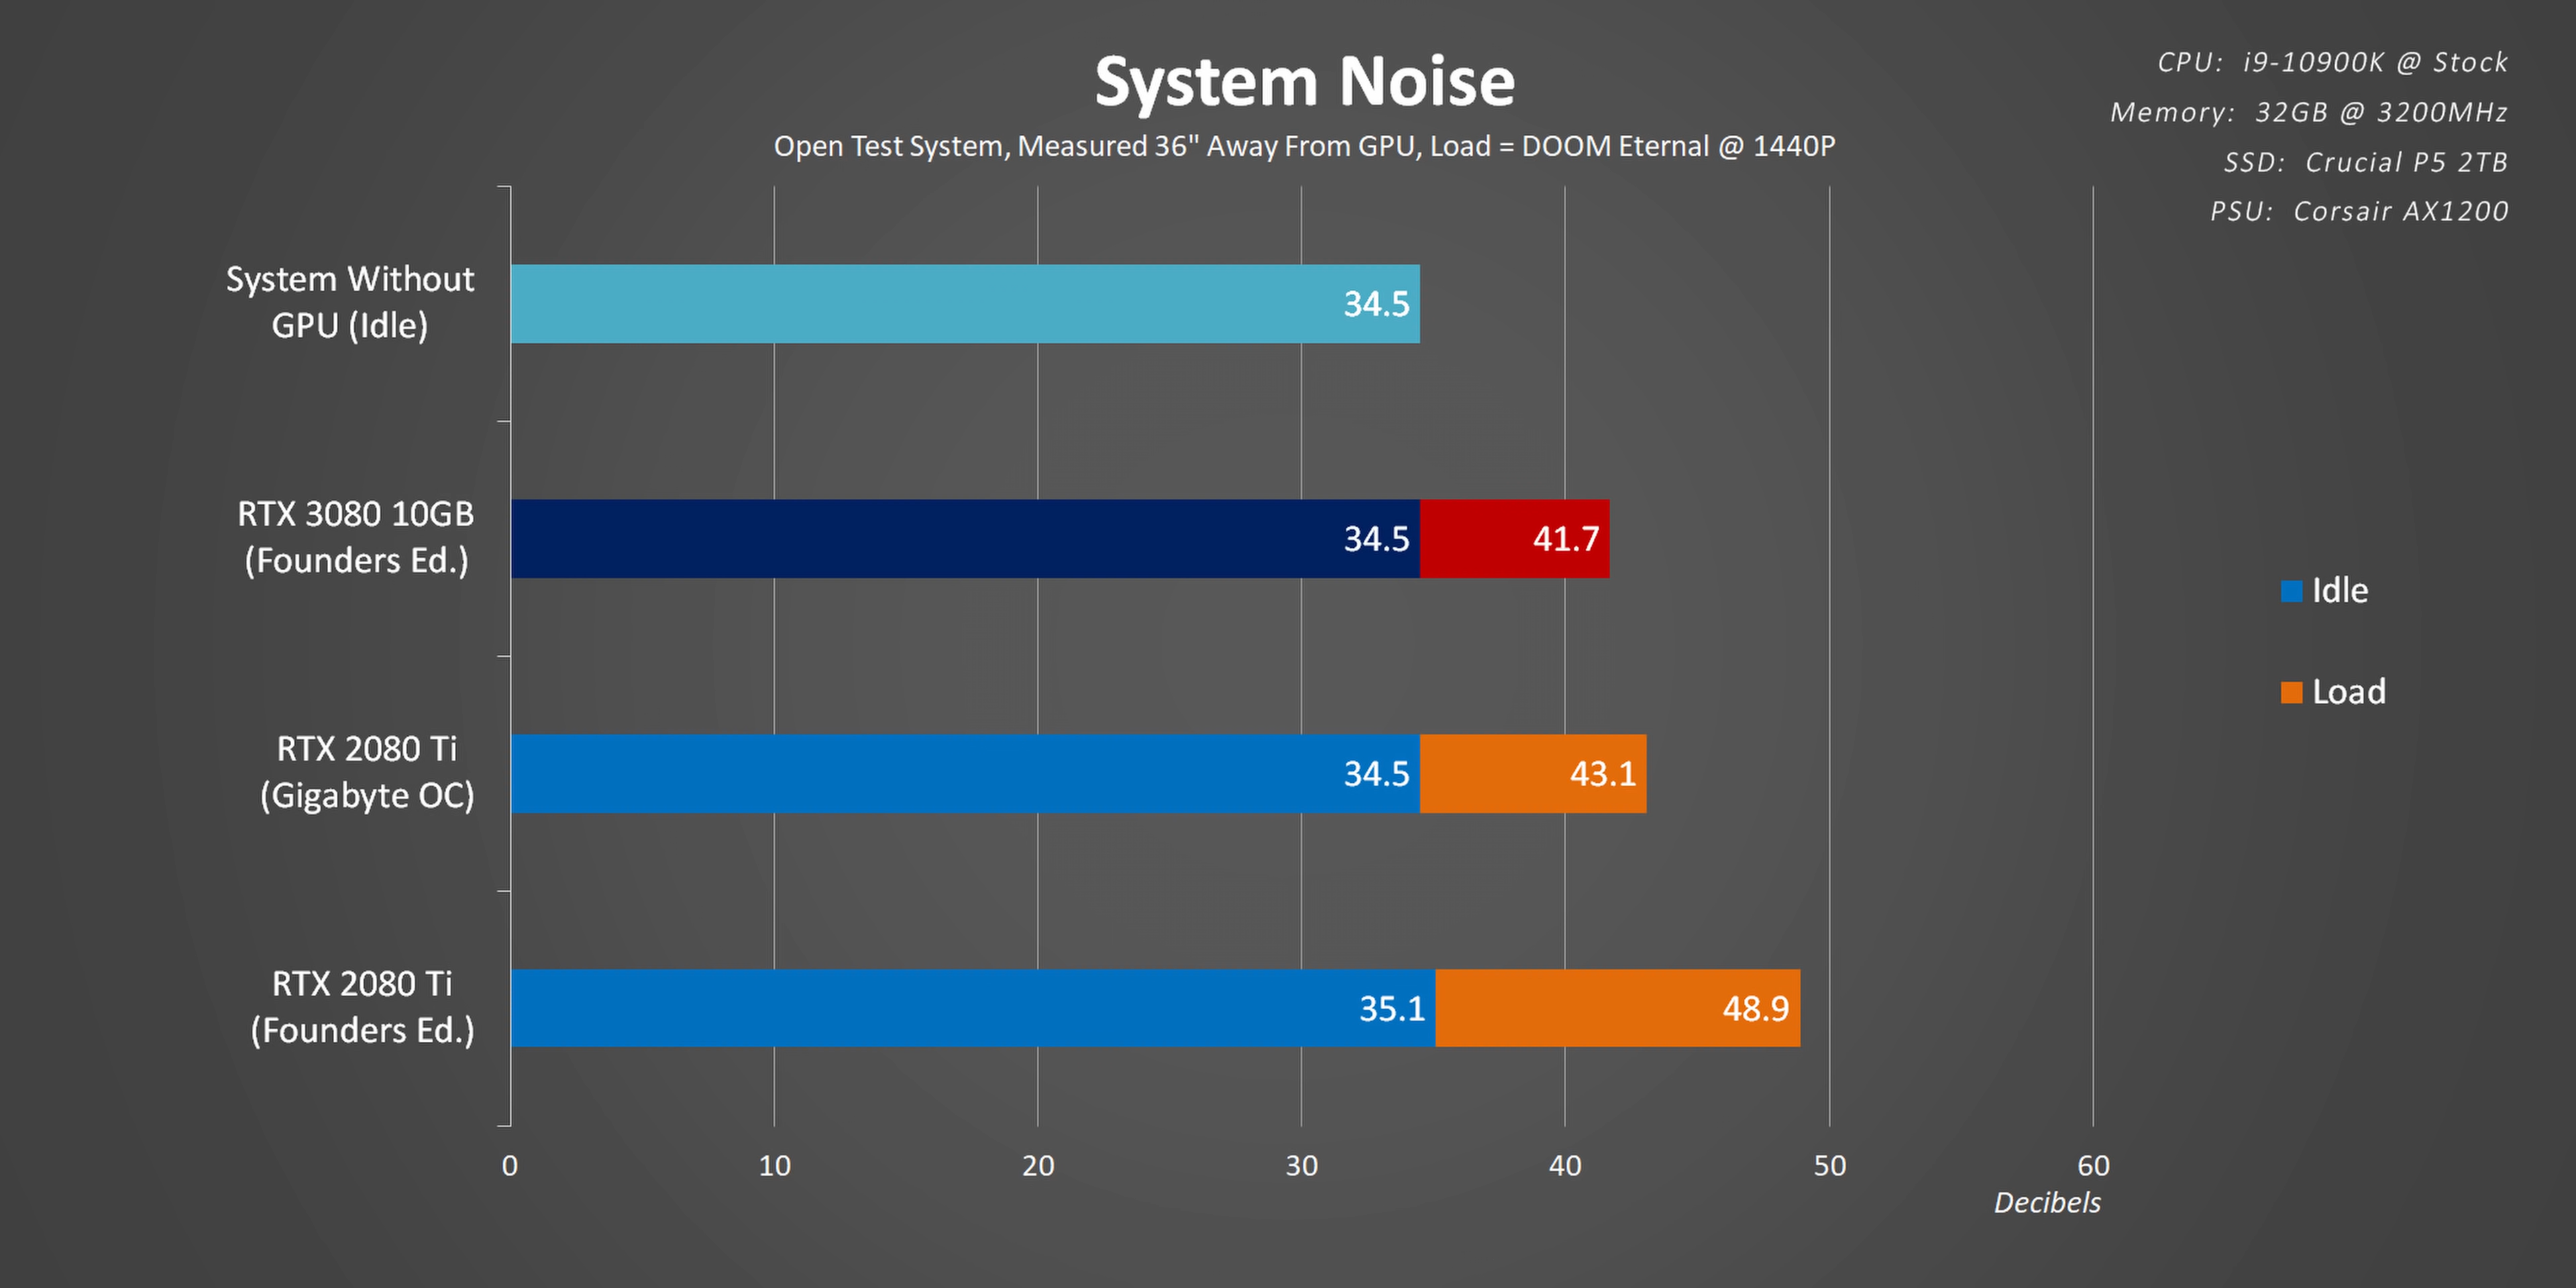 System Noise
Open Test System, Measured 36" Away From GPU, Load = DOOM Eternal @ 1440P
CPU: i9-10900K @ Stock
Memory: 32GB @ 3200MHz
SSD: Crucial P5 2TB
PSU: Corsair AX1200
System Without
GPU (Idle)
34.5
RTX 3080 10GB
(Founders Ed.)
34.5 41.7
RTX 2080 Ti
(Gigabyte OC)
34.5 43.1
RTX 2080 Ti
(Founders Ed.)
35.1 48.9
Idle
Load
0 10 20 30 40 50 60
Decibels